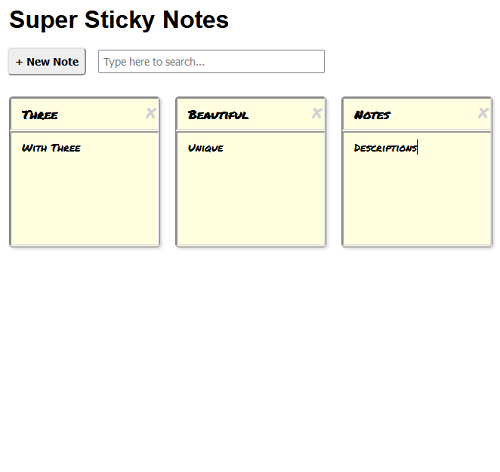 Super Sticky Notes
+ New Note
Type here to search...
Three
Beautiful
Notes
With Three
Unique
Descriptions